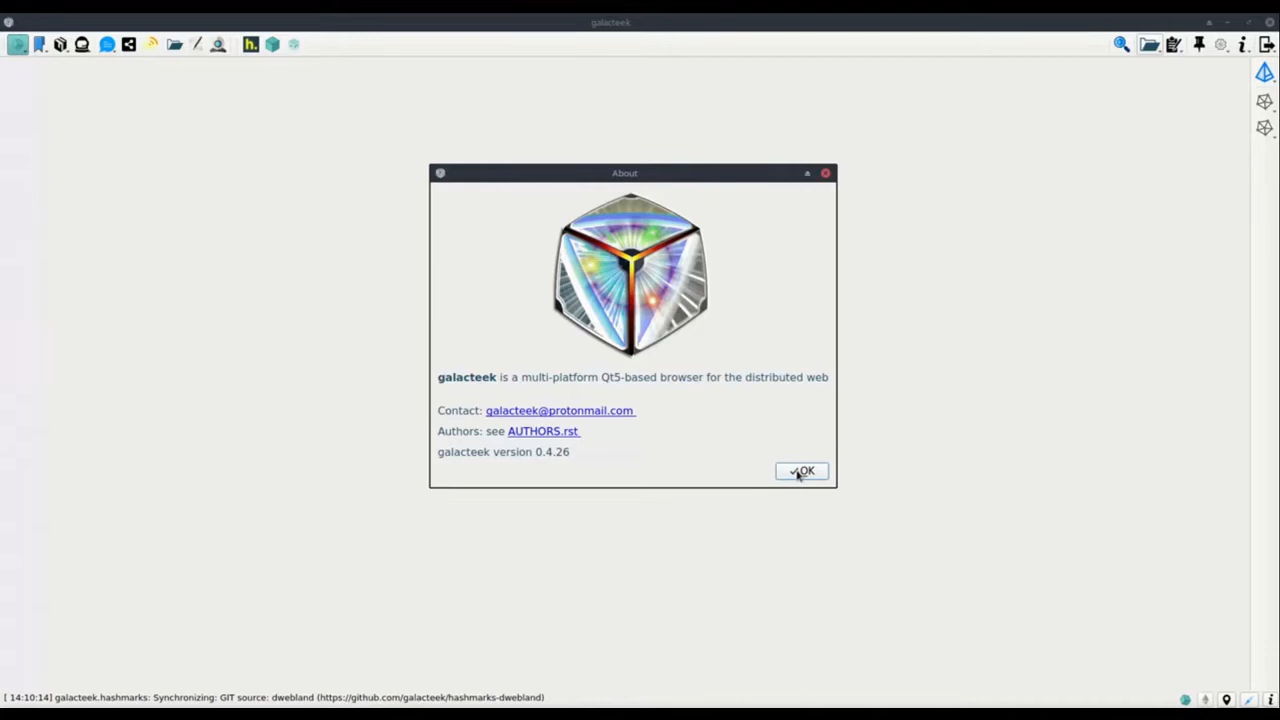 galacteek
h.
About
galacteek is a multi-platform Qt5-based browser for the distributed web
Contact: galacteek@protonmail.com
Authors: see AUTHORS.rst
galacteek version 0.4.26
OK
[ 14:10:14] galacteek.hashmarks: Synchronizing: GIT source: dwebland (https://github.com/galacteek/hashmarks-dwebland)